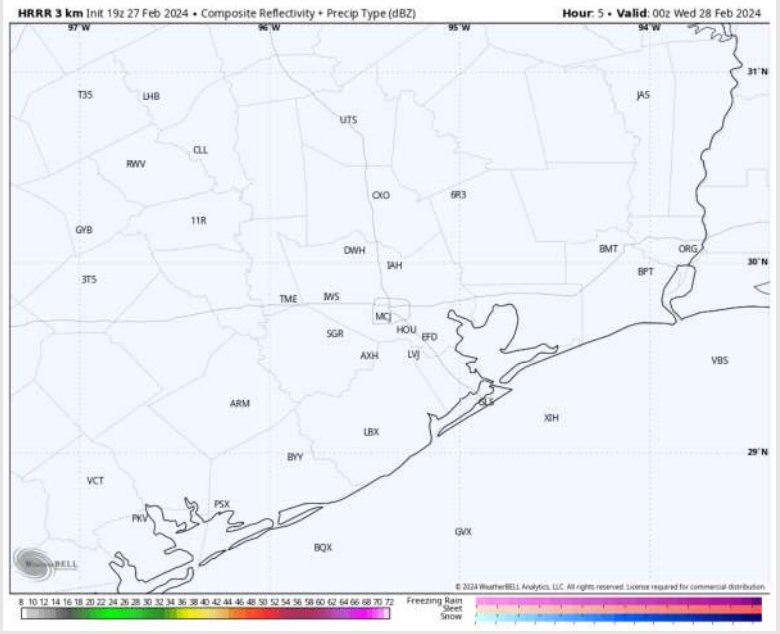 HRRR 3 km Init 19z 27 Feb 2024 • Composite Reflectivity + Precip Type (dBZ)
Hour: 5 • Valid: 00z Wed 28 Feb 2024
97°W 96°W 95°W 94°W
31°N
T35 LHB JAS
UTS
CLL
RWV
CXO 6R3
11R
GYB
DWH BMT ORG
IAH
30°N
3T5 BPT
TME IWS
MCJ
SGR HOU EFD
AXH LVJ VBS
ARM GLS
XIH
LBX
BYY 29°N
VCT
PKV PSX
GVX
BQX
WeatherBELL
© 2024 WeatherBELL Analytics, LLC. All rights reserved. License required for commercial distribution.
8 10 12 14 16 18 20 22 24 26 28 30 32 34 36 38 40 42 44 46 48 50 52 54 56 58 60 62 64 66 68 70 72
Freezing Rain
Sleet
Snow